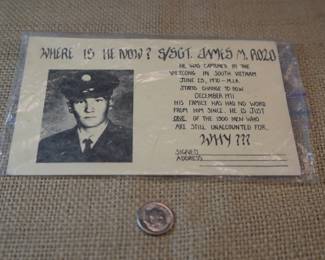 WHERE IS HE NOW? S/SGT. JAMES M. ROZO
HE WAS CAPTURED BY THE
VIETCONG IN SOUTH VIETNAM
JUNE 23, 1970 - M.I.A.
STATUS CHANGE TO POW
DECEMBER 1971
HIS FAMILY HAS HAD NO WORD
FROM HIM SINCE. HE IS JUST
ONE OF THE 1300 MEN WHO
ARE STILL UNACCOUNTED FOR.
WHY ???
SIGNED
ADDRESS